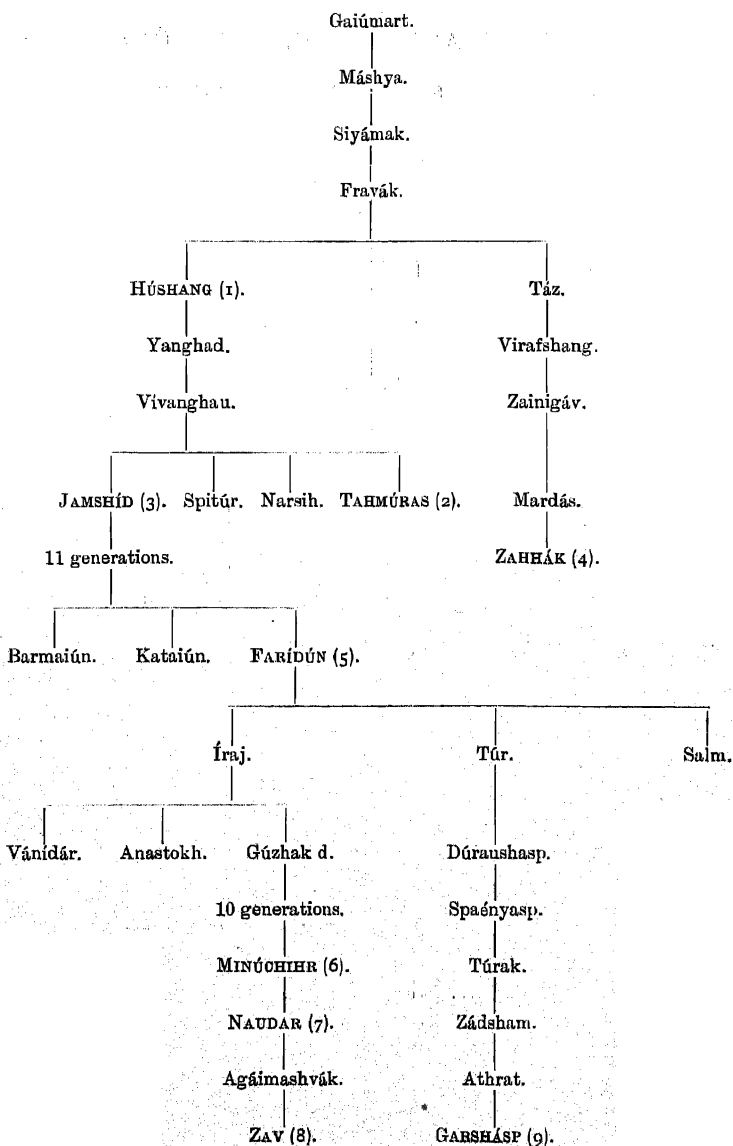 Gaiúmart.
Máshya.
Siyámak.
Fravák.
HÚSHANG (1). Táz.
Yanghad. Virafshang.
Vívanghau. Zainigáv.
JAMSHÍD (3). Spitúr. Narsih. TAHMÚRAS (2). Mardás.
11 generations. ZAHHÁK (4).
Barmaiún. Kataiún. FARÍDÚN (5).
Íraj. Túr. Salm.
Vánídár. Anastokh. Gúzhak d. Dúraushasp.
10 generations. Spaényasp.
MINÚCHIHR (6). Túrak.
NAUDAR (7). Zádsham.
Agáimashvák. Athrat.
ZAV (8). GARSHÁSP (9).